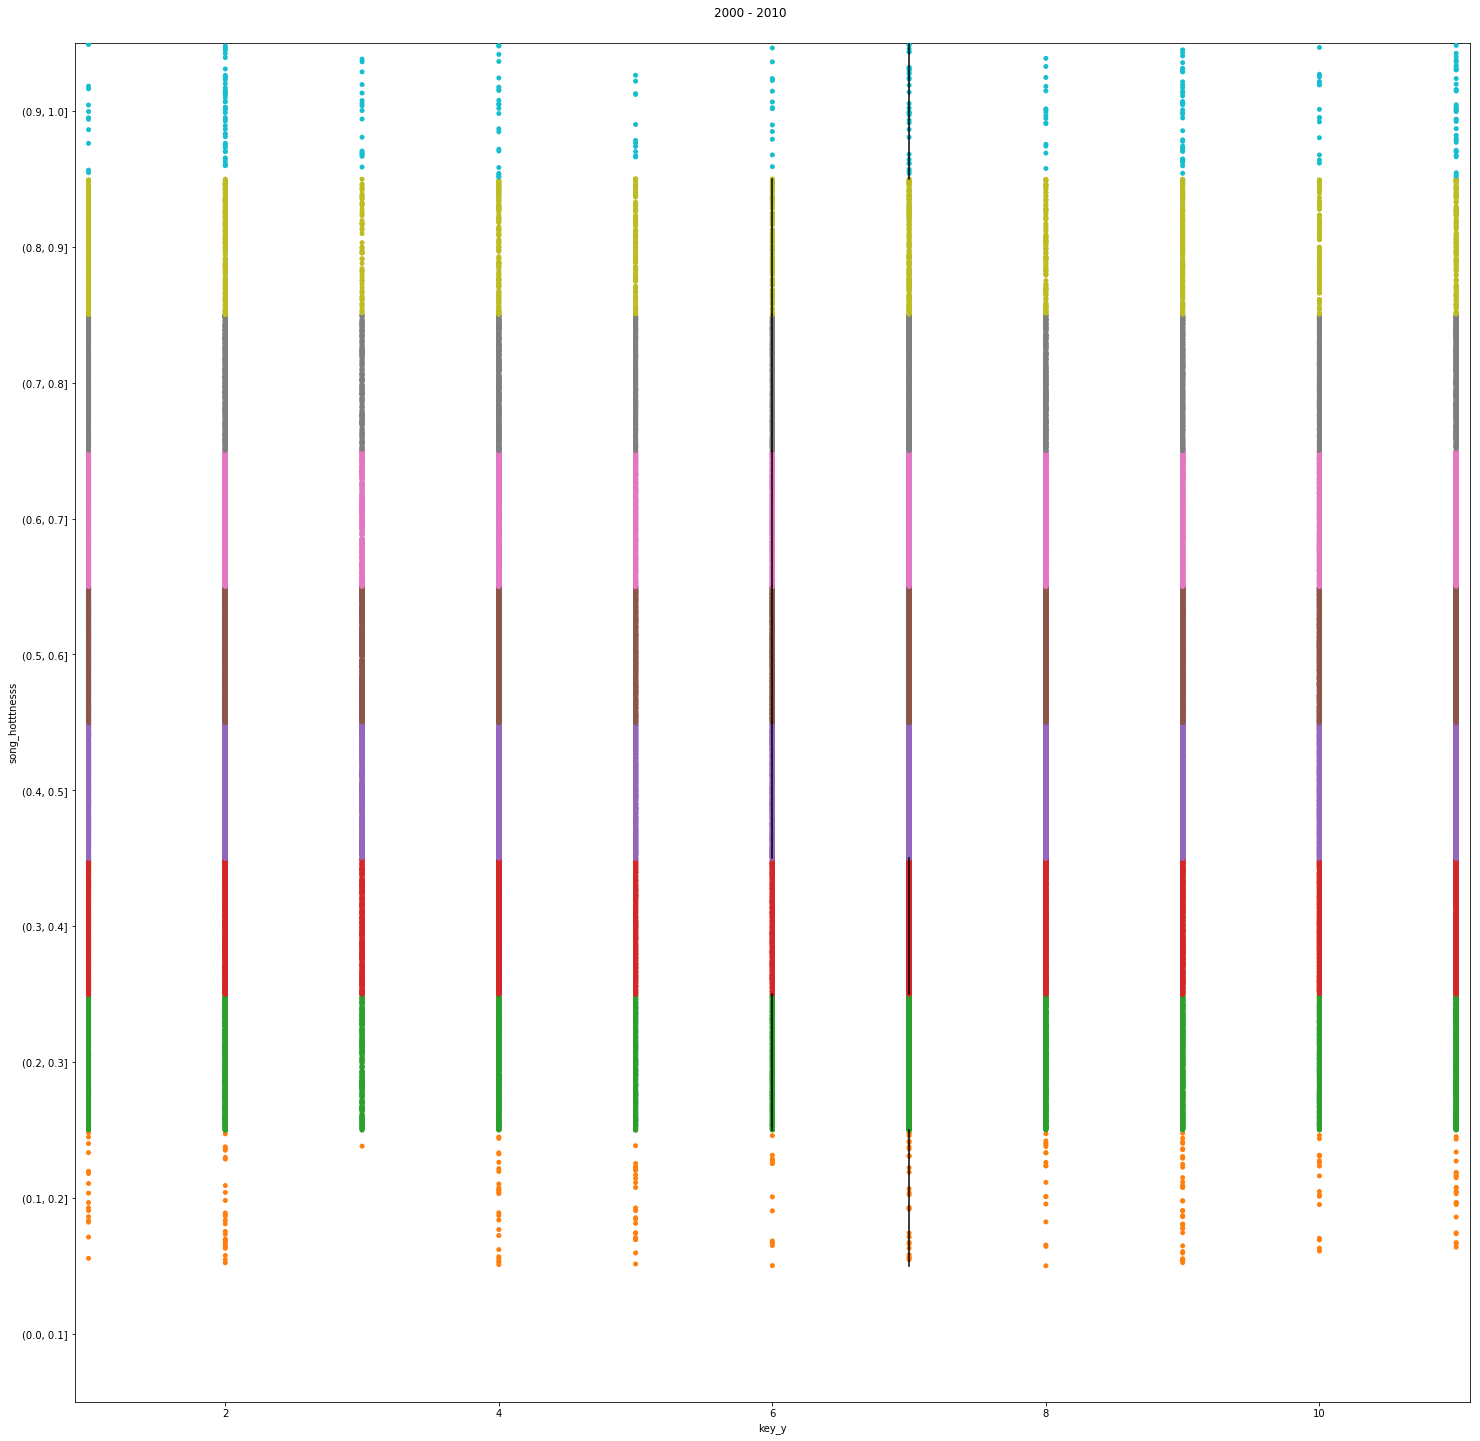 2000 - 2010
(0.9, 1.0]
(0.8, 0.9]
(0.7, 0.8]
(0.6, 0.7]
(0.5, 0.6]
song_hotttnesss
(0.4, 0.5]
(0.3, 0.4]
(0.2, 0.3]
(0.1, 0.2]
(0.0, 0.1]
2 4 6 8 10
key_y